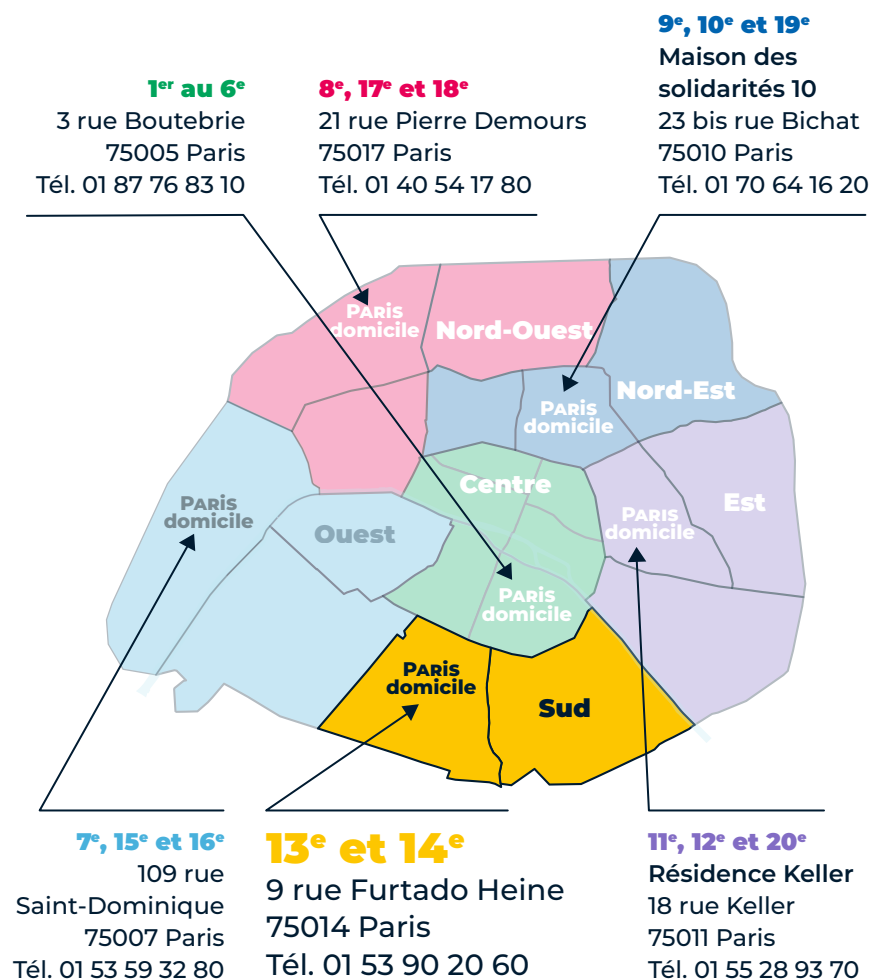 9e, 10e et 19e
Maison des
solidarités 10
23 bis rue Bichat
75010 Paris
Tél. 01 70 64 16 20
1er au 6e
3 rue Boutebrie
75005 Paris
Tél. 01 87 76 83 10
8e, 17e et 18e
21 rue Pierre Demours
75017 Paris
Tél. 01 40 54 17 80
PARIS
domicile
Nord-Ouest
Nord-Est
PARIS
domicile
Centre
PARIS
domicile
Ouest
PARIS
domicile
Est
PARIS
domicile
PARIS
domicile
Sud
7e, 15e et 16e
109 rue
Saint-Dominique
75007 Paris
Tél. 01 53 59 32 80
13e et 14e
9 rue Furtado Heine
75014 Paris
Tél. 01 53 90 20 60
11e, 12e et 20e
Résidence Keller
18 rue Keller
75011 Paris
Tél. 01 55 28 93 70